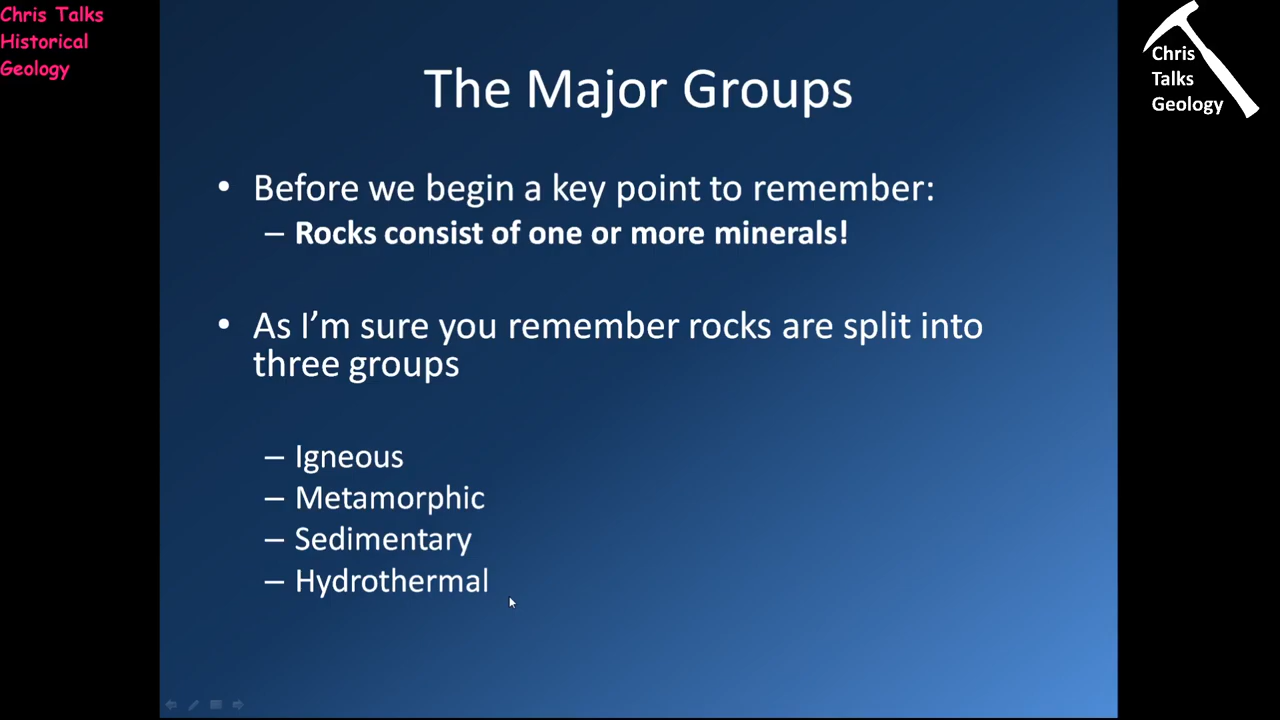 Chris Talks
Historical
Geology
Chris
Talks
Geology
The Major Groups
• Before we begin a key point to remember:
– Rocks consist of one or more minerals!
• As I’m sure you remember rocks are split into
three groups
– Igneous
– Metamorphic
– Sedimentary
– Hydrothermal